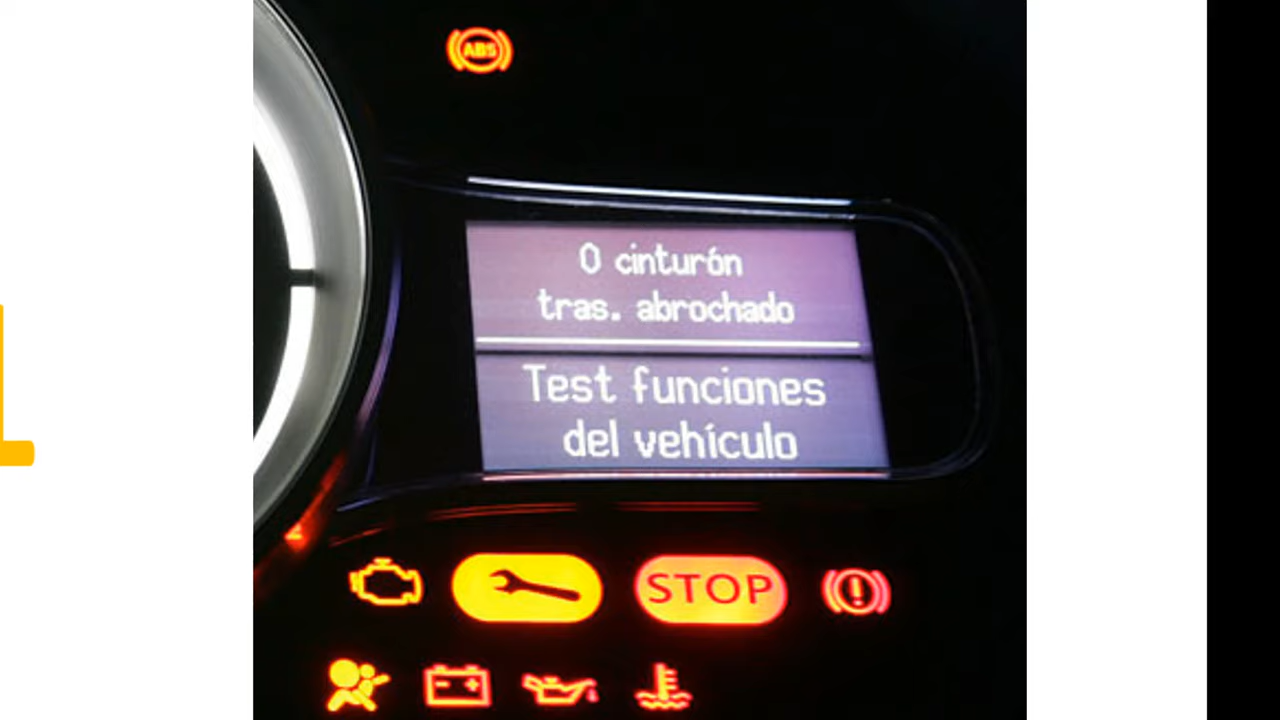 ABS
0 cinturón
tras. abrochado
Test funciones
del vehículo
STOP